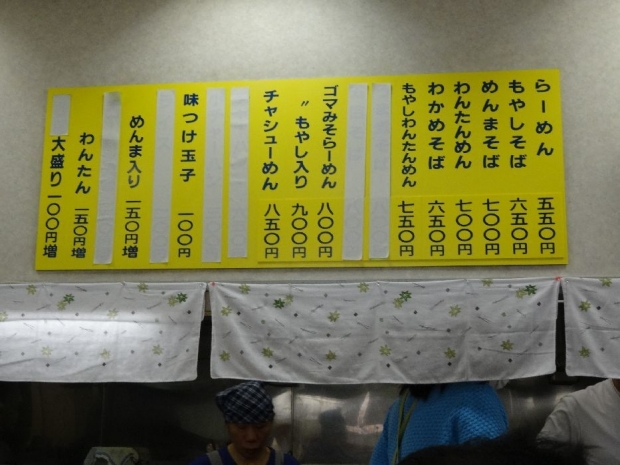 らーめん 五五〇円
もやしそば 六五〇円
めんまそば 七〇〇円
わんたんめん 七〇〇円
わかめそば 六五〇円
もやしわんたんめん 七五〇円
ゴマみそらーめん 八〇〇円
〃もやし入り 九〇〇円
チャシューめん 八五〇円
味つけ玉子 一〇〇円
めんま入り 一五〇円増
わんたん 一五〇円増
大盛り 一〇〇円増